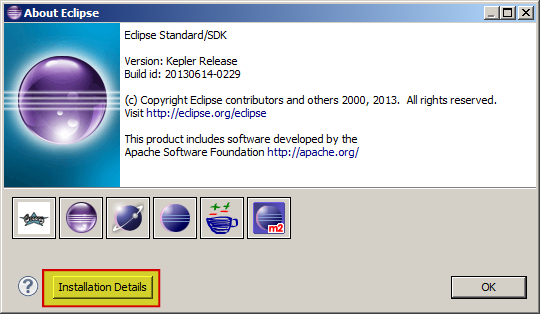 About Eclipse
Eclipse Standard/SDK
Version: Kepler Release
Build id: 20130614-0229
(c) Copyright Eclipse contributors and others 2000, 2013.  All rights reserved.
Visit http://eclipse.org/eclipse
This product includes software developed by the
Apache Software Foundation http://apache.org/
m2
?
Installation Details
OK